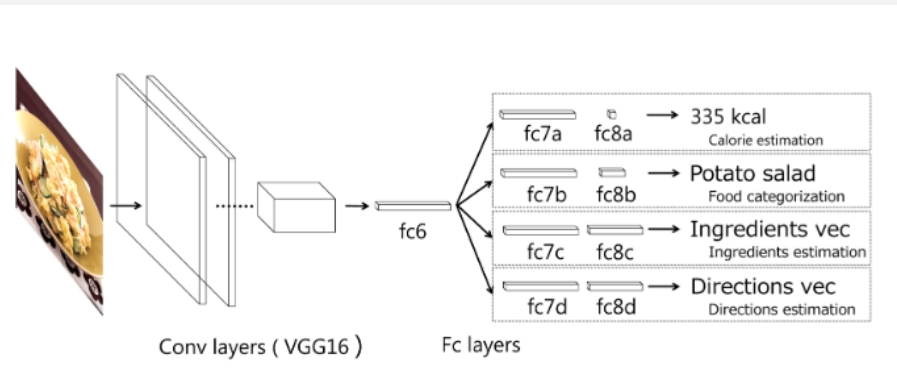 fc7a fc8a 335 kcal
Calorie estimation
fc7b fc8b Potato salad
Food categorization
fc6
fc7c fc8c Ingredients vec
Ingredients estimation
fc7d fc8d Directions vec
Directions estimation
Conv layers ( VGG16 ) Fc layers